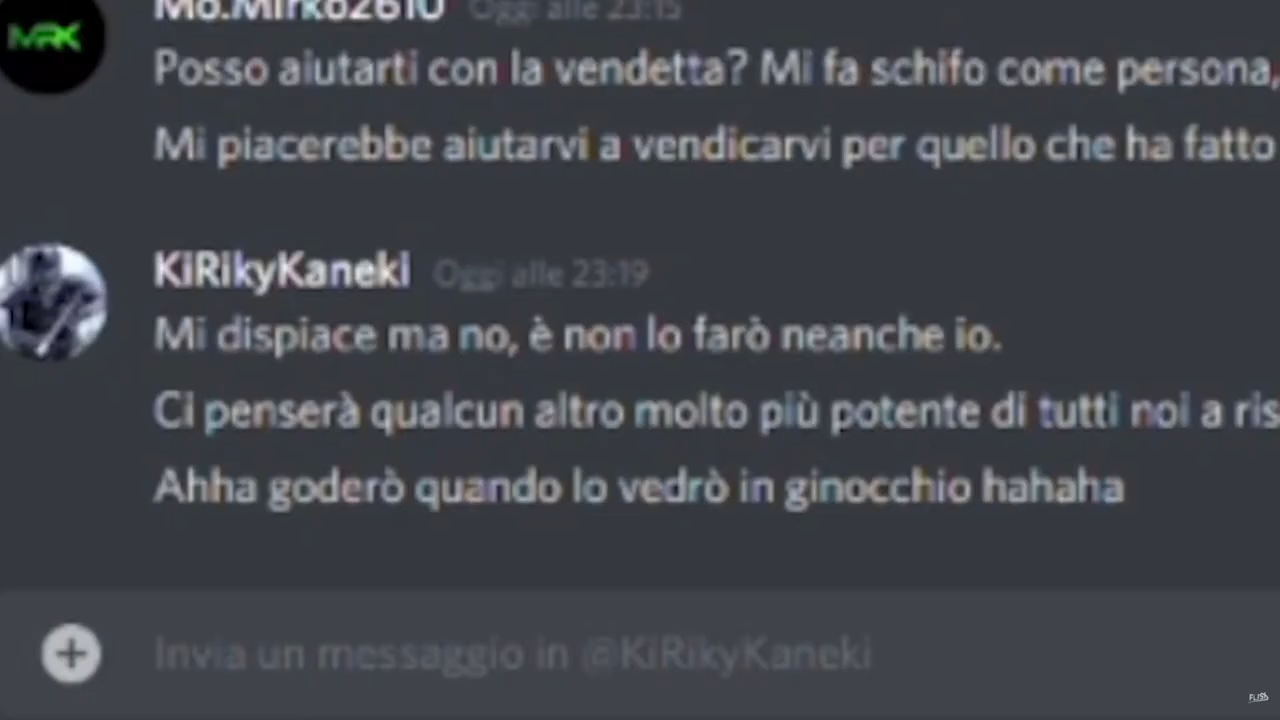 MRK
Mo.Mirko2610 Oggi alle 23:15
Posso aiutarti con la vendetta? Mi fa schifo come persona,
Mi piacerebbe aiutarvi a vendicarvi per quello che ha fatto
KiRikyKaneki Oggi alle 23:19
Mi dispiace ma no, è non lo farò neanche io.
Ci penserà qualcun altro molto più potente di tutti noi a ris
Ahha goderò quando lo vedrò in ginocchio hahaha
Invia un messaggio in @KiRikyKaneki